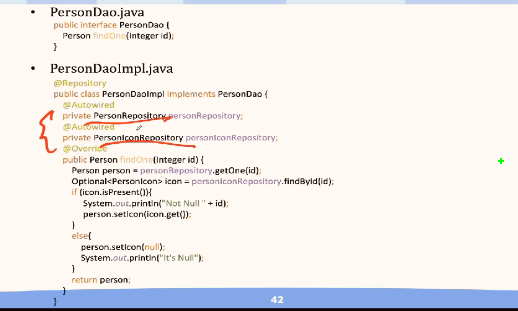 • PersonDao.java
public interface PersonDao {
Person findOne(Integer id);
}
• PersonDaoImpl.java
@Repository
public class PersonDaoImpl implements PersonDao {
@Autowired
private PersonRepository personRepository;
@Autowired
private PersonIconRepository personIconRepository;
@Override
public Person findOne(Integer id) {
Person person = personRepository.getOne(id);
Optional<PersonIcon> icon = personIconRepository.findById(id);
if (icon.isPresent()){
System.out.println("Not Null " + id);
person.setIcon(icon.get());
}
else{
person.setIcon(null);
System.out.println("It's Null");
}
return person;
}
}
42